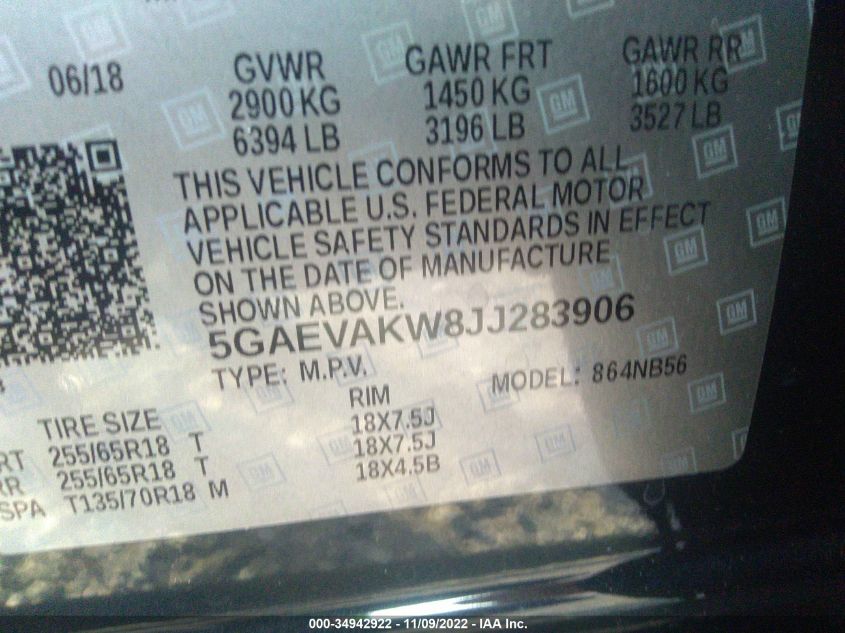 06/18 GVWR GAWR FRT GAWR RR
2900 KG 1450 KG 1600 KG
6394 LB 3196 LB 3527 LB
THIS VEHICLE CONFORMS TO ALL
APPLICABLE U.S. FEDERAL MOTOR
VEHICLE SAFETY STANDARDS IN EFFECT
ON THE DATE OF MANUFACTURE
SHOWN ABOVE.
5GAEVAKW8JJ283906
TYPE: M.P.V. MODEL: 864NB56
TIRE SIZE RIM
RT 255/65R18 T 18X7.5J
RR 255/65R18 T 18X7.5J
SPA T135/70R18 M 18X4.5B
GM
000-34942922 - 11/09/2022 - IAA Inc.